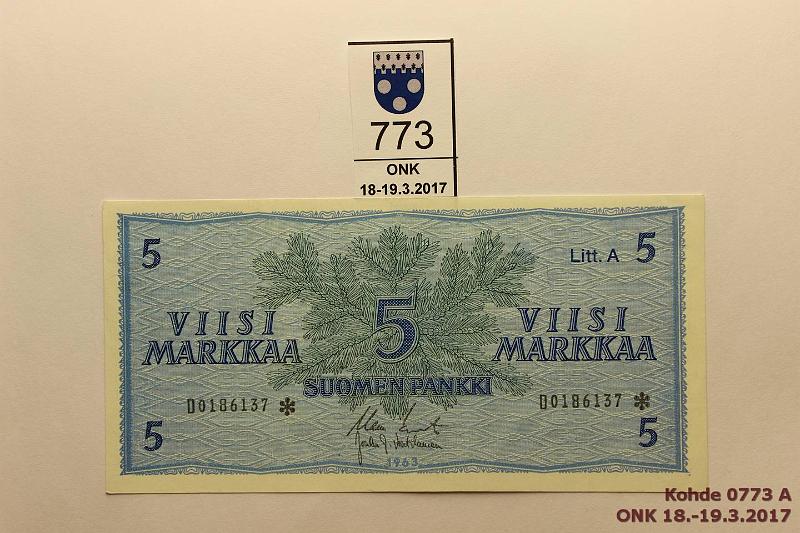 773
ONK
18-19.3.2017
5
Litt. A 5
VIISI
MARKKAA
5
VIISI
MARKKAA
SUOMEN PANKKI
D0186137 *
D0186137 *
5
1963
5
Kohde 0773 A
ONK 18.-19.3.2017